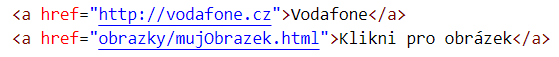 <a href="http://vodafone.cz">Vodafone</a>
<a href="obrazky/mujObrazek.html">Klikni pro obrázek</a>